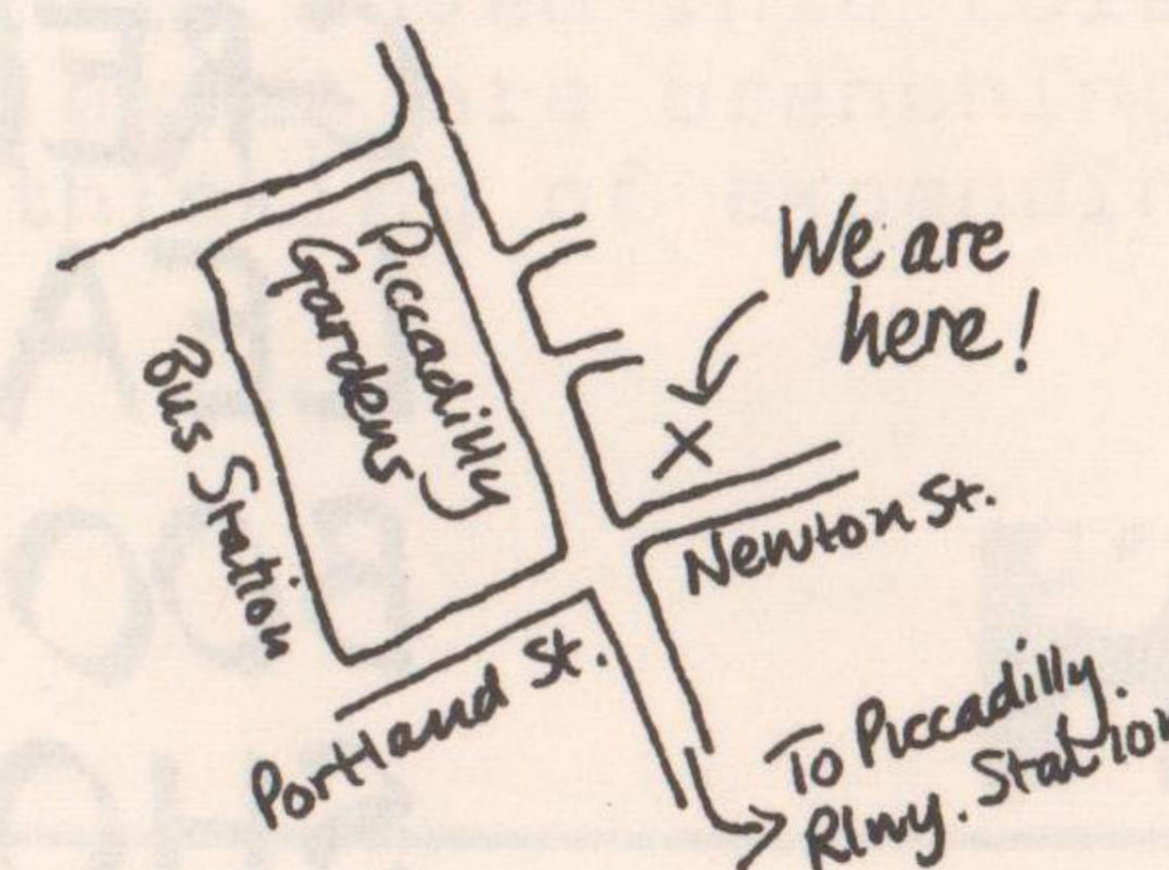 Piccadilly
Gardens
Bus Station
We are
here!
X
Newton St.
Portland St.
To Piccadilly.
Rlwy. Station